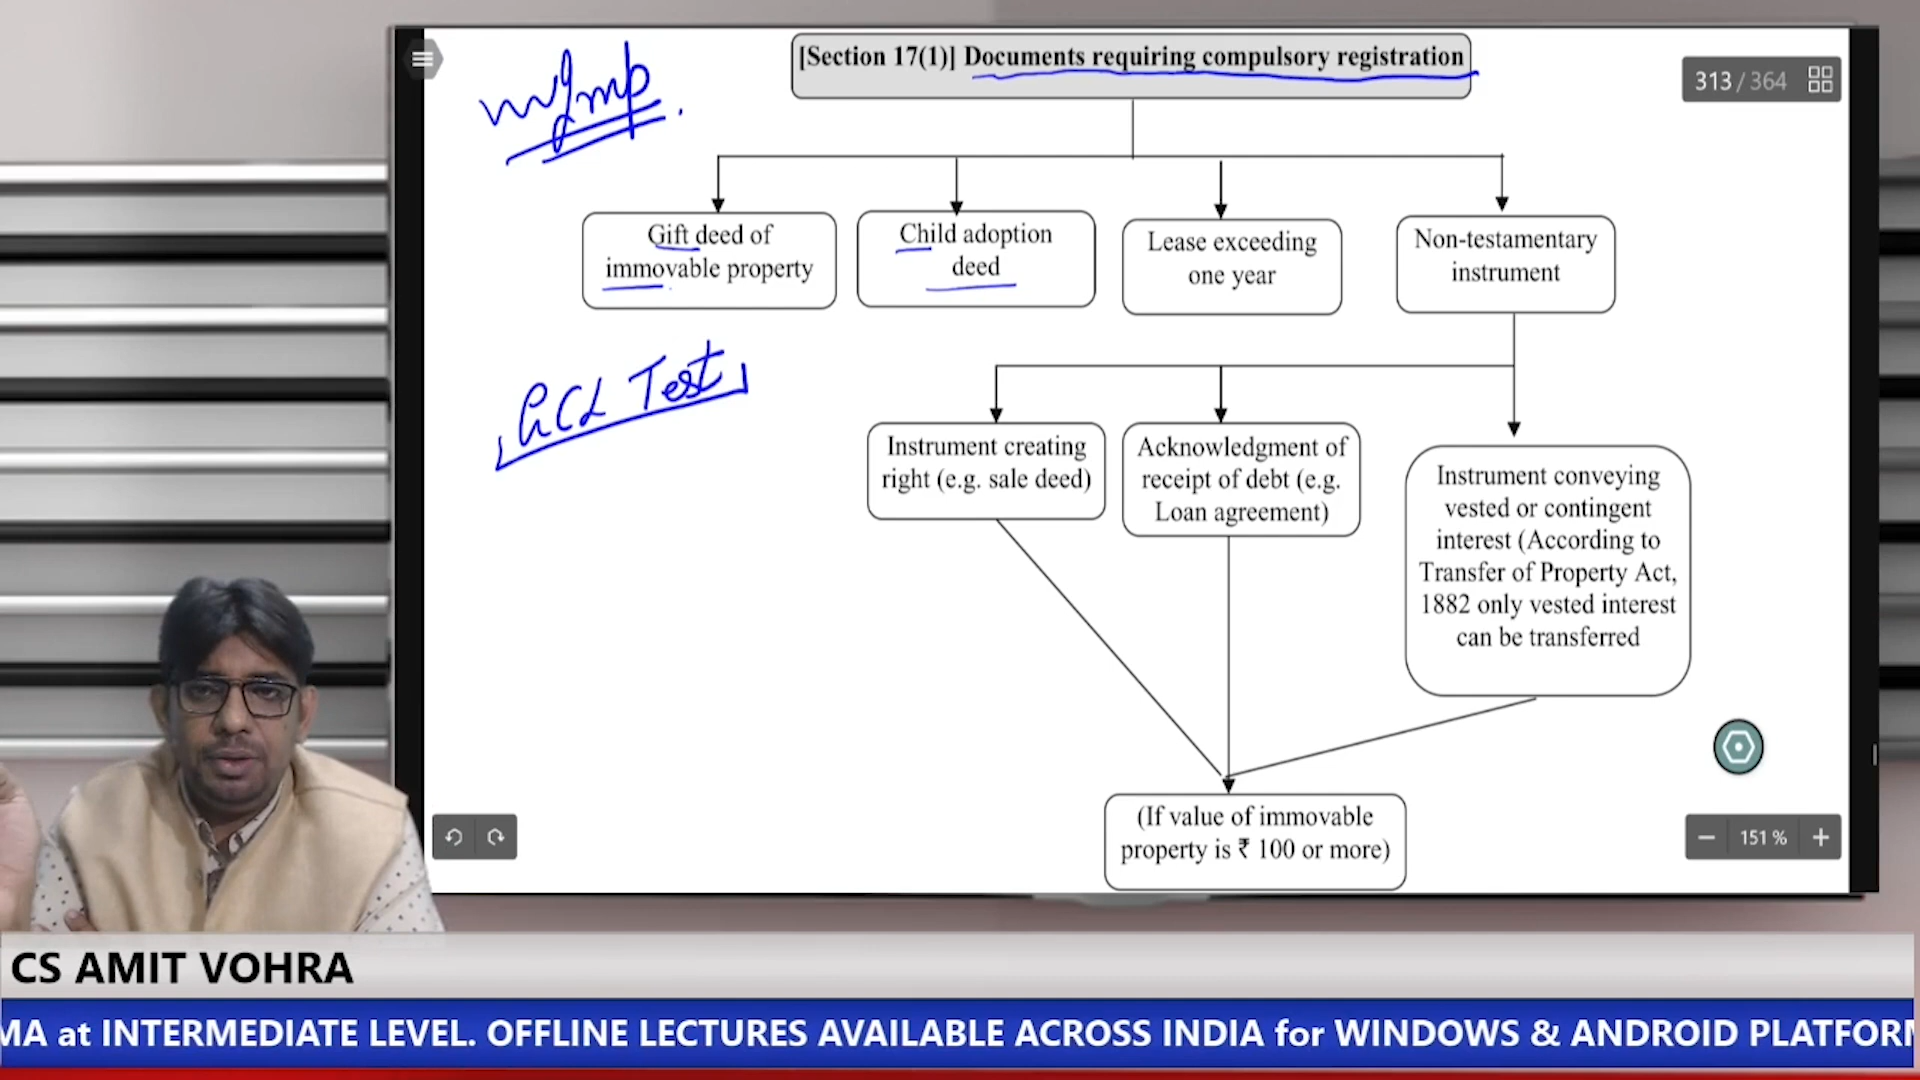 [Section 17(1)] Documents requiring compulsory registration
313 / 364
Gift deed of
immovable property
Child adoption
deed
Lease exceeding
one year
Non-testamentary
instrument
Test
Instrument creating
right (e.g. sale deed)
Acknowledgment of
receipt of debt (e.g.
Loan agreement)
Instrument conveying
vested or contingent
interest (According to
Transfer of Property Act,
1882 only vested interest
can be transferred
(If value of immovable
property is ₹ 100 or more)
151 %
CS AMIT VOHRA
MA at INTERMEDIATE LEVEL. OFFLINE LECTURES AVAILABLE ACROSS INDIA for WINDOWS & ANDROID PLATFOR